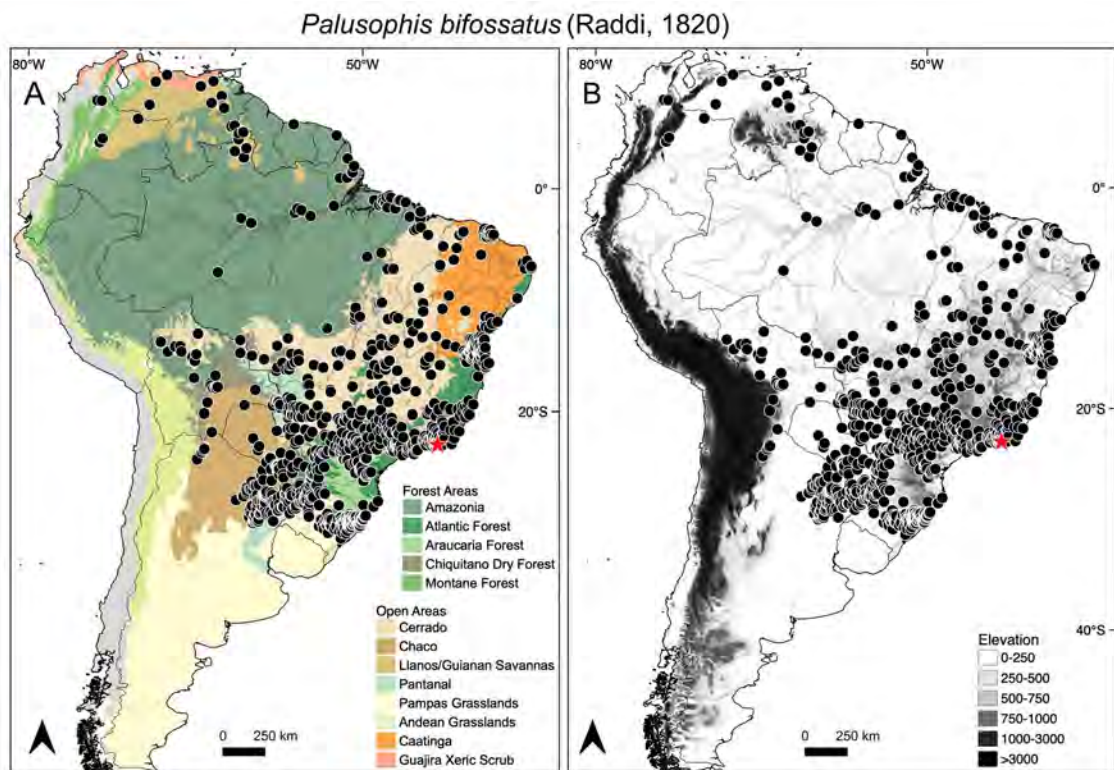 Palusophis bifossatus (Raddi, 1820)
80°W
50°W
A
0°
20°S
Forest Areas
Amazonia
Atlantic Forest
Araucaria Forest
Chiquitano Dry Forest
Montane Forest
Open Areas
Cerrado
Chaco
Llanos/Guianan Savannas
Pantanal
Pampas Grasslands
Andean Grasslands
Caatinga
Guajira Xeric Scrub
250 km
80°W
50°W
B
0°
20°S
40°S
Elevation
0-250
250-500
500-750
750-1000
1000-3000
>3000
250 km